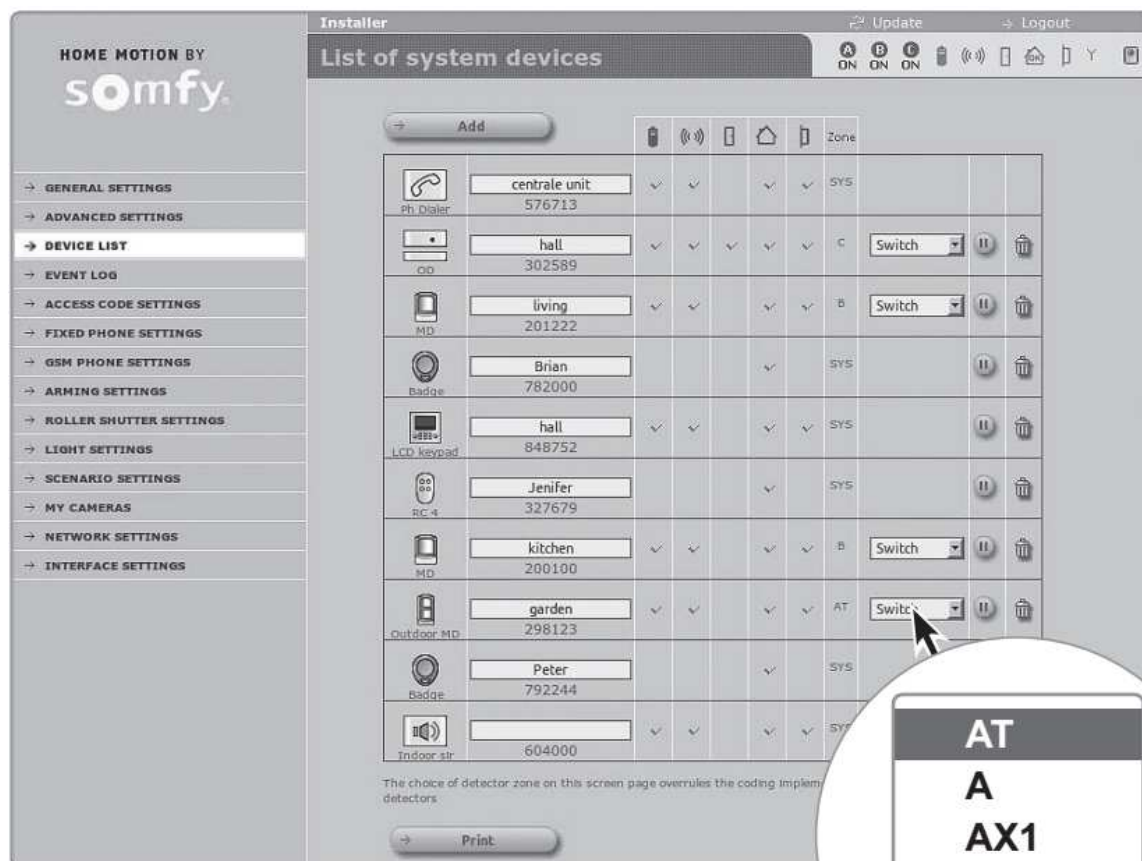 Installer
Update
Logout
HOME MOTION BY
somfy.
List of system devices
A
ON
B
ON
C
ON
OK
Add
Zone
→ GENERAL SETTINGS
→ ADVANCED SETTINGS
→ DEVICE LIST
→ EVENT LOG
→ ACCESS CODE SETTINGS
→ FIXED PHONE SETTINGS
→ GSM PHONE SETTINGS
→ ARMING SETTINGS
→ ROLLER SHUTTER SETTINGS
→ LIGHT SETTINGS
→ SCENARIO SETTINGS
→ MY CAMERAS
→ NETWORK SETTINGS
→ INTERFACE SETTINGS
centrale unit SYS
Ph Dialer 576713
hall C Switch
OD 302589
living B Switch
MD 201222
Brian SYS
Badge 782000
hall SYS
LCD keypad 848752
Jenifer SYS
RC 4 327679
kitchen B Switch
MD 200100
garden AT Switch
Outdoor MD 298123
Peter SYS
Badge 792244
SY
Indoor sir 604000
The choice of detector zone on this screen page overrules the coding implem
detectors
Print
AT
A
AX1